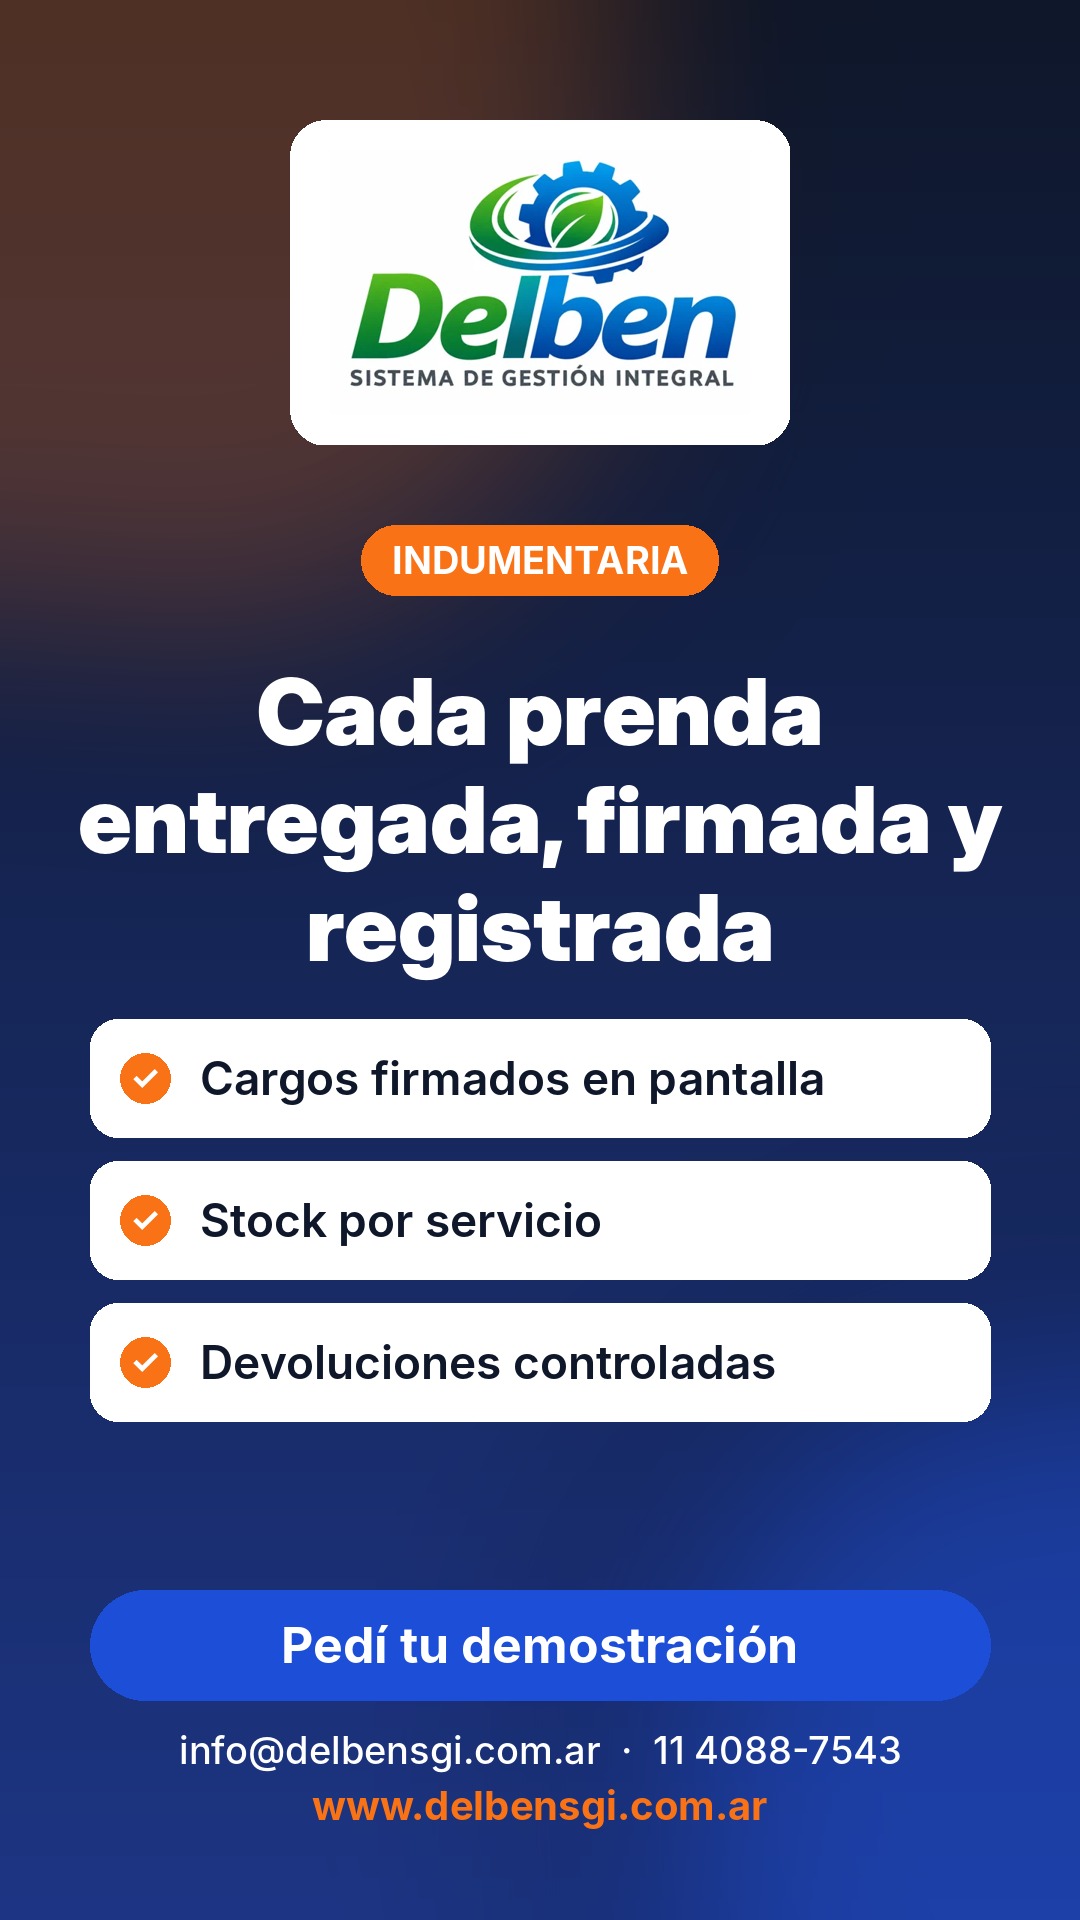 Delben
SISTEMA DE GESTIÓN INTEGRAL
INDUMENTARIA
Cada prenda
entregada, firmada y
registrada
Cargos firmados en pantalla
Stock por servicio
Devoluciones controladas
Pedí tu demostración
info@delbensgi.com.ar · 11 4088-7543
www.delbensgi.com.ar